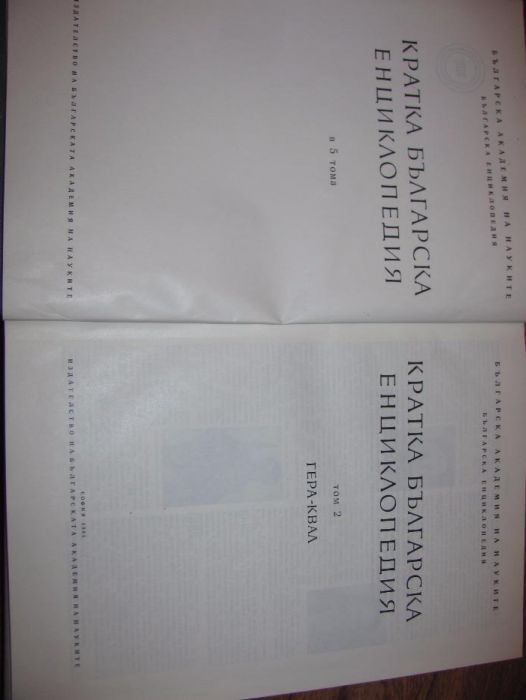 БЪЛГАРСКА АКАДЕМИЯ НА НАУКИТЕ
БЪЛГАРСКА ЕНЦИКЛОПЕДИЯ
КРАТКА БЪЛГАРСКА
ЕНЦИКЛОПЕДИЯ
в 5 тома
ИЗДАТЕЛСТВО НА БЪЛГАРСКАТА АКАДЕМИЯ НА НАУКИТЕ
БЪЛГАРСКА АКАДЕМИЯ НА НАУКИТЕ
БЪЛГАРСКА ЕНЦИКЛОПЕДИЯ
КРАТКА БЪЛГАРСКА
ЕНЦИКЛОПЕДИЯ
том 2
ГЕРА-КВАЛ
ИЗДАТЕЛСТВО НА БЪЛГАРСКАТА АКАДЕМИЯ НА НАУКИТЕ
СОФИЯ